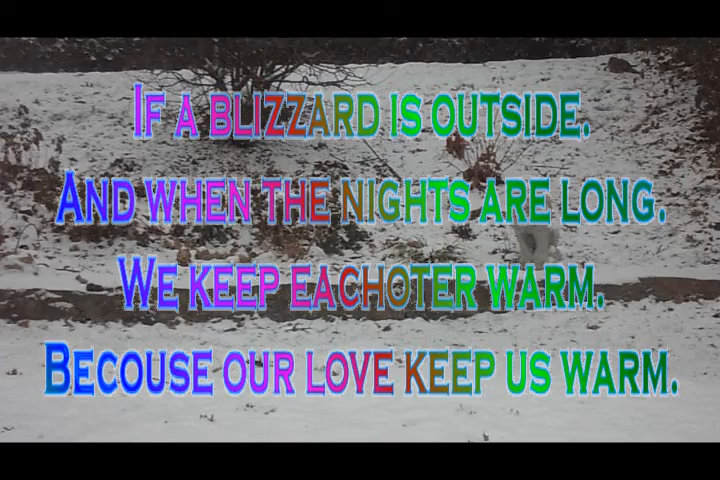 If a blizzard is outside.
And when the nights are long.
We keep eachoter warm.
Becouse our love keep us warm.